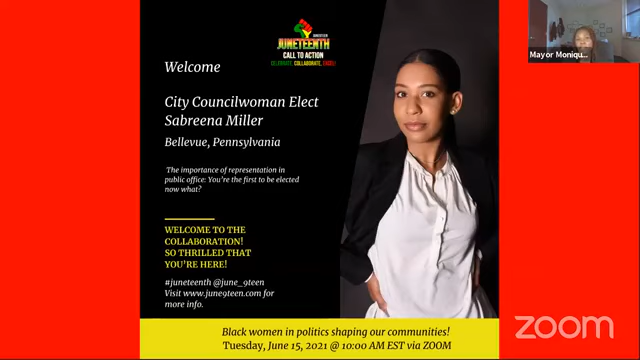 JUNETEENTH
CALL TO ACTION
CELEBRATE, COLLABORATE, EXCEL!
Welcome
City Councilwoman Elect
Sabreena Miller
Bellevue, Pennsylvania
The importance of representation in
public office: You're the first to be elected
now what?
WELCOME TO THE
COLLABORATION!
SO THRILLED THAT
YOU'RE HERE!
#juneteenth @june_9teen
Visit www.june9teen.com for
more info.
Black women in politics shaping our communities!
Tuesday, June 15, 2021 @ 10:00 AM EST via ZOOM
Mayor Moniqu...
zoom